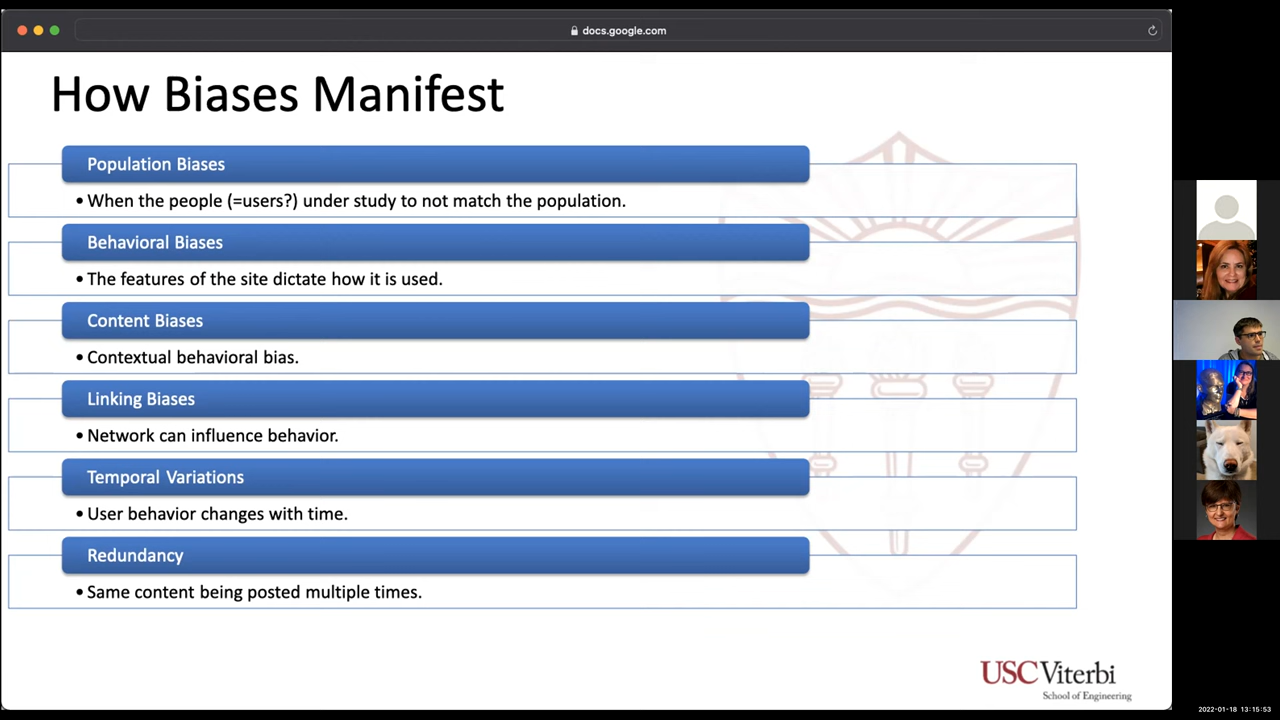 docs.google.com
How Biases Manifest
Population Biases
• When the people (=users?) under study to not match the population.
Behavioral Biases
• The features of the site dictate how it is used.
Content Biases
• Contextual behavioral bias.
Linking Biases
• Network can influence behavior.
Temporal Variations
• User behavior changes with time.
Redundancy
• Same content being posted multiple times.
USC Viterbi
School of Engineering
2022-01-18 13:15:53